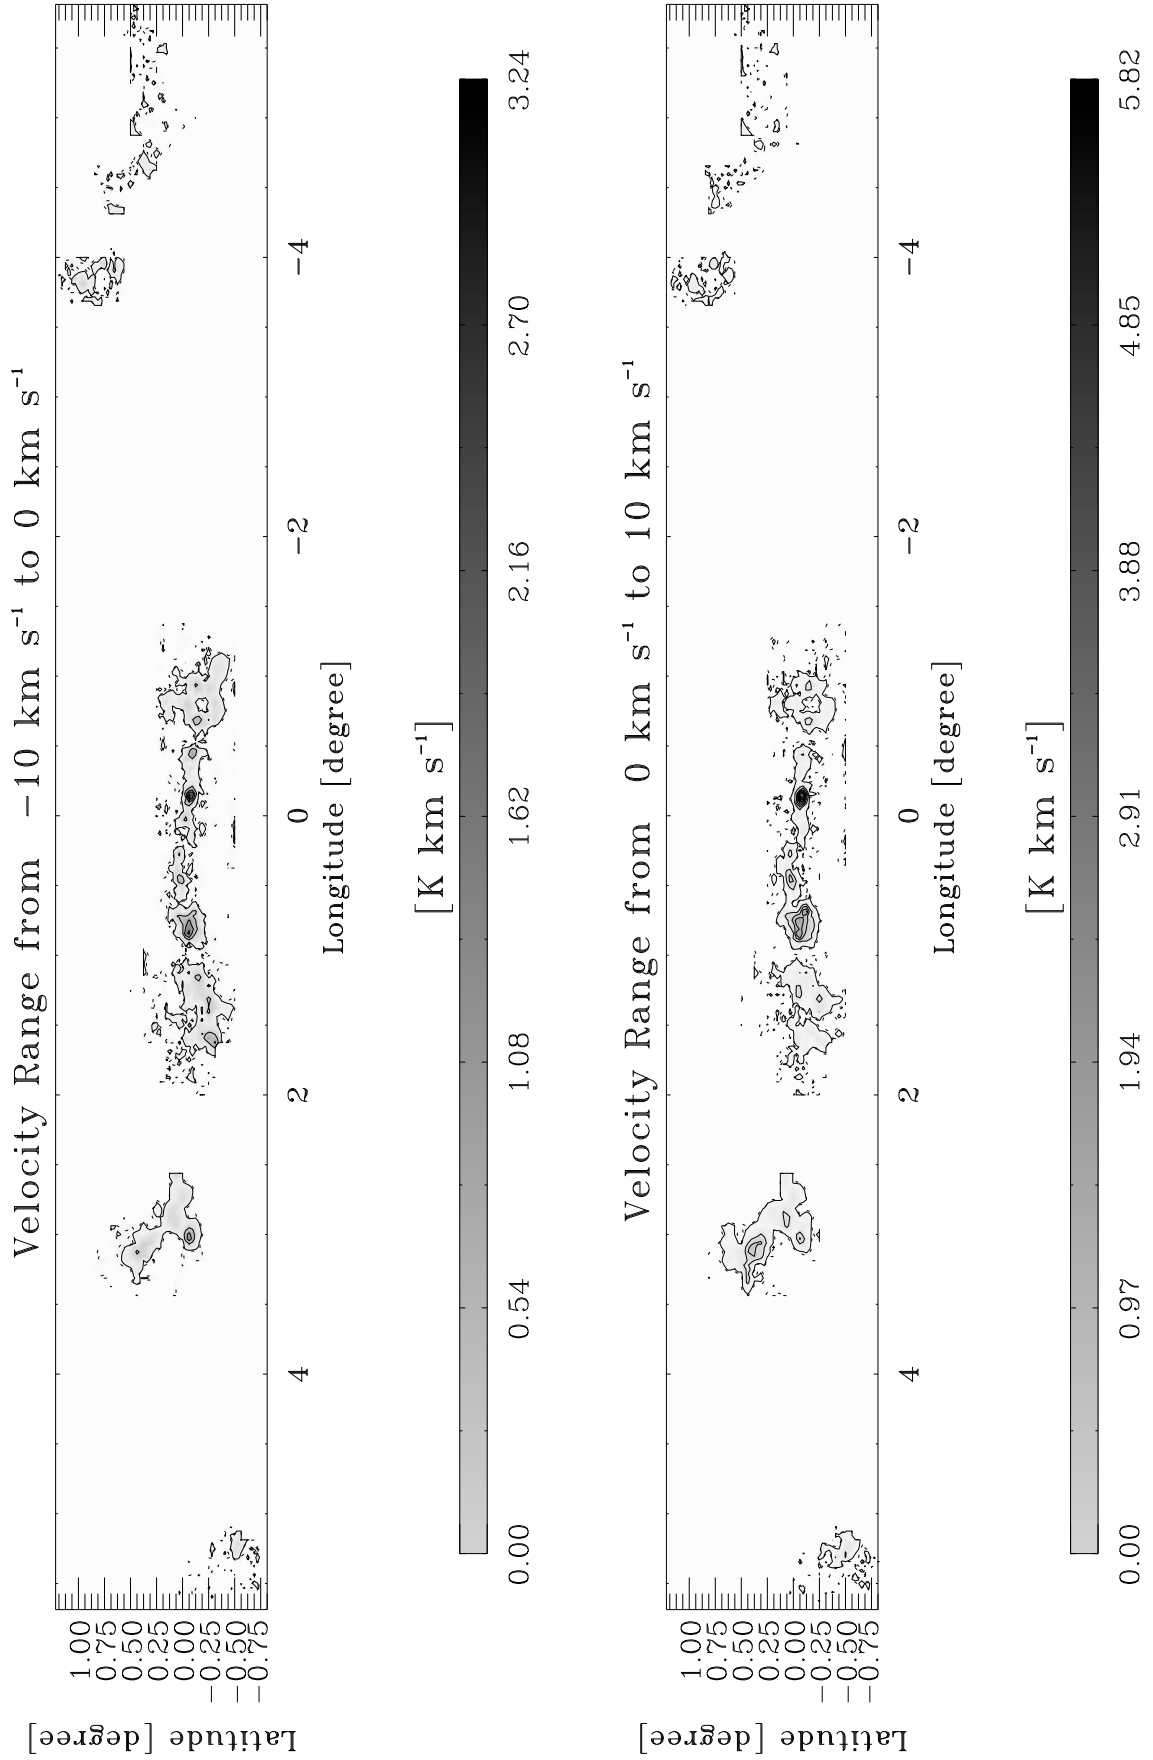 Velocity Range from −10 km s⁻¹ to 0 km s⁻¹
Latitude [degree]
1.00
0.75
0.50
0.25
0.00
−0.25
−0.50
−0.75
4 2 0 −2 −4
Longitude [degree]
[K km s⁻¹]
0.00 0.54 1.08 1.62 2.16 2.70 3.24
Velocity Range from 0 km s⁻¹ to 10 km s⁻¹
Latitude [degree]
1.00
0.75
0.50
0.25
0.00
−0.25
−0.50
−0.75
4 2 0 −2 −4
Longitude [degree]
[K km s⁻¹]
0.00 0.97 1.94 2.91 3.88 4.85 5.82